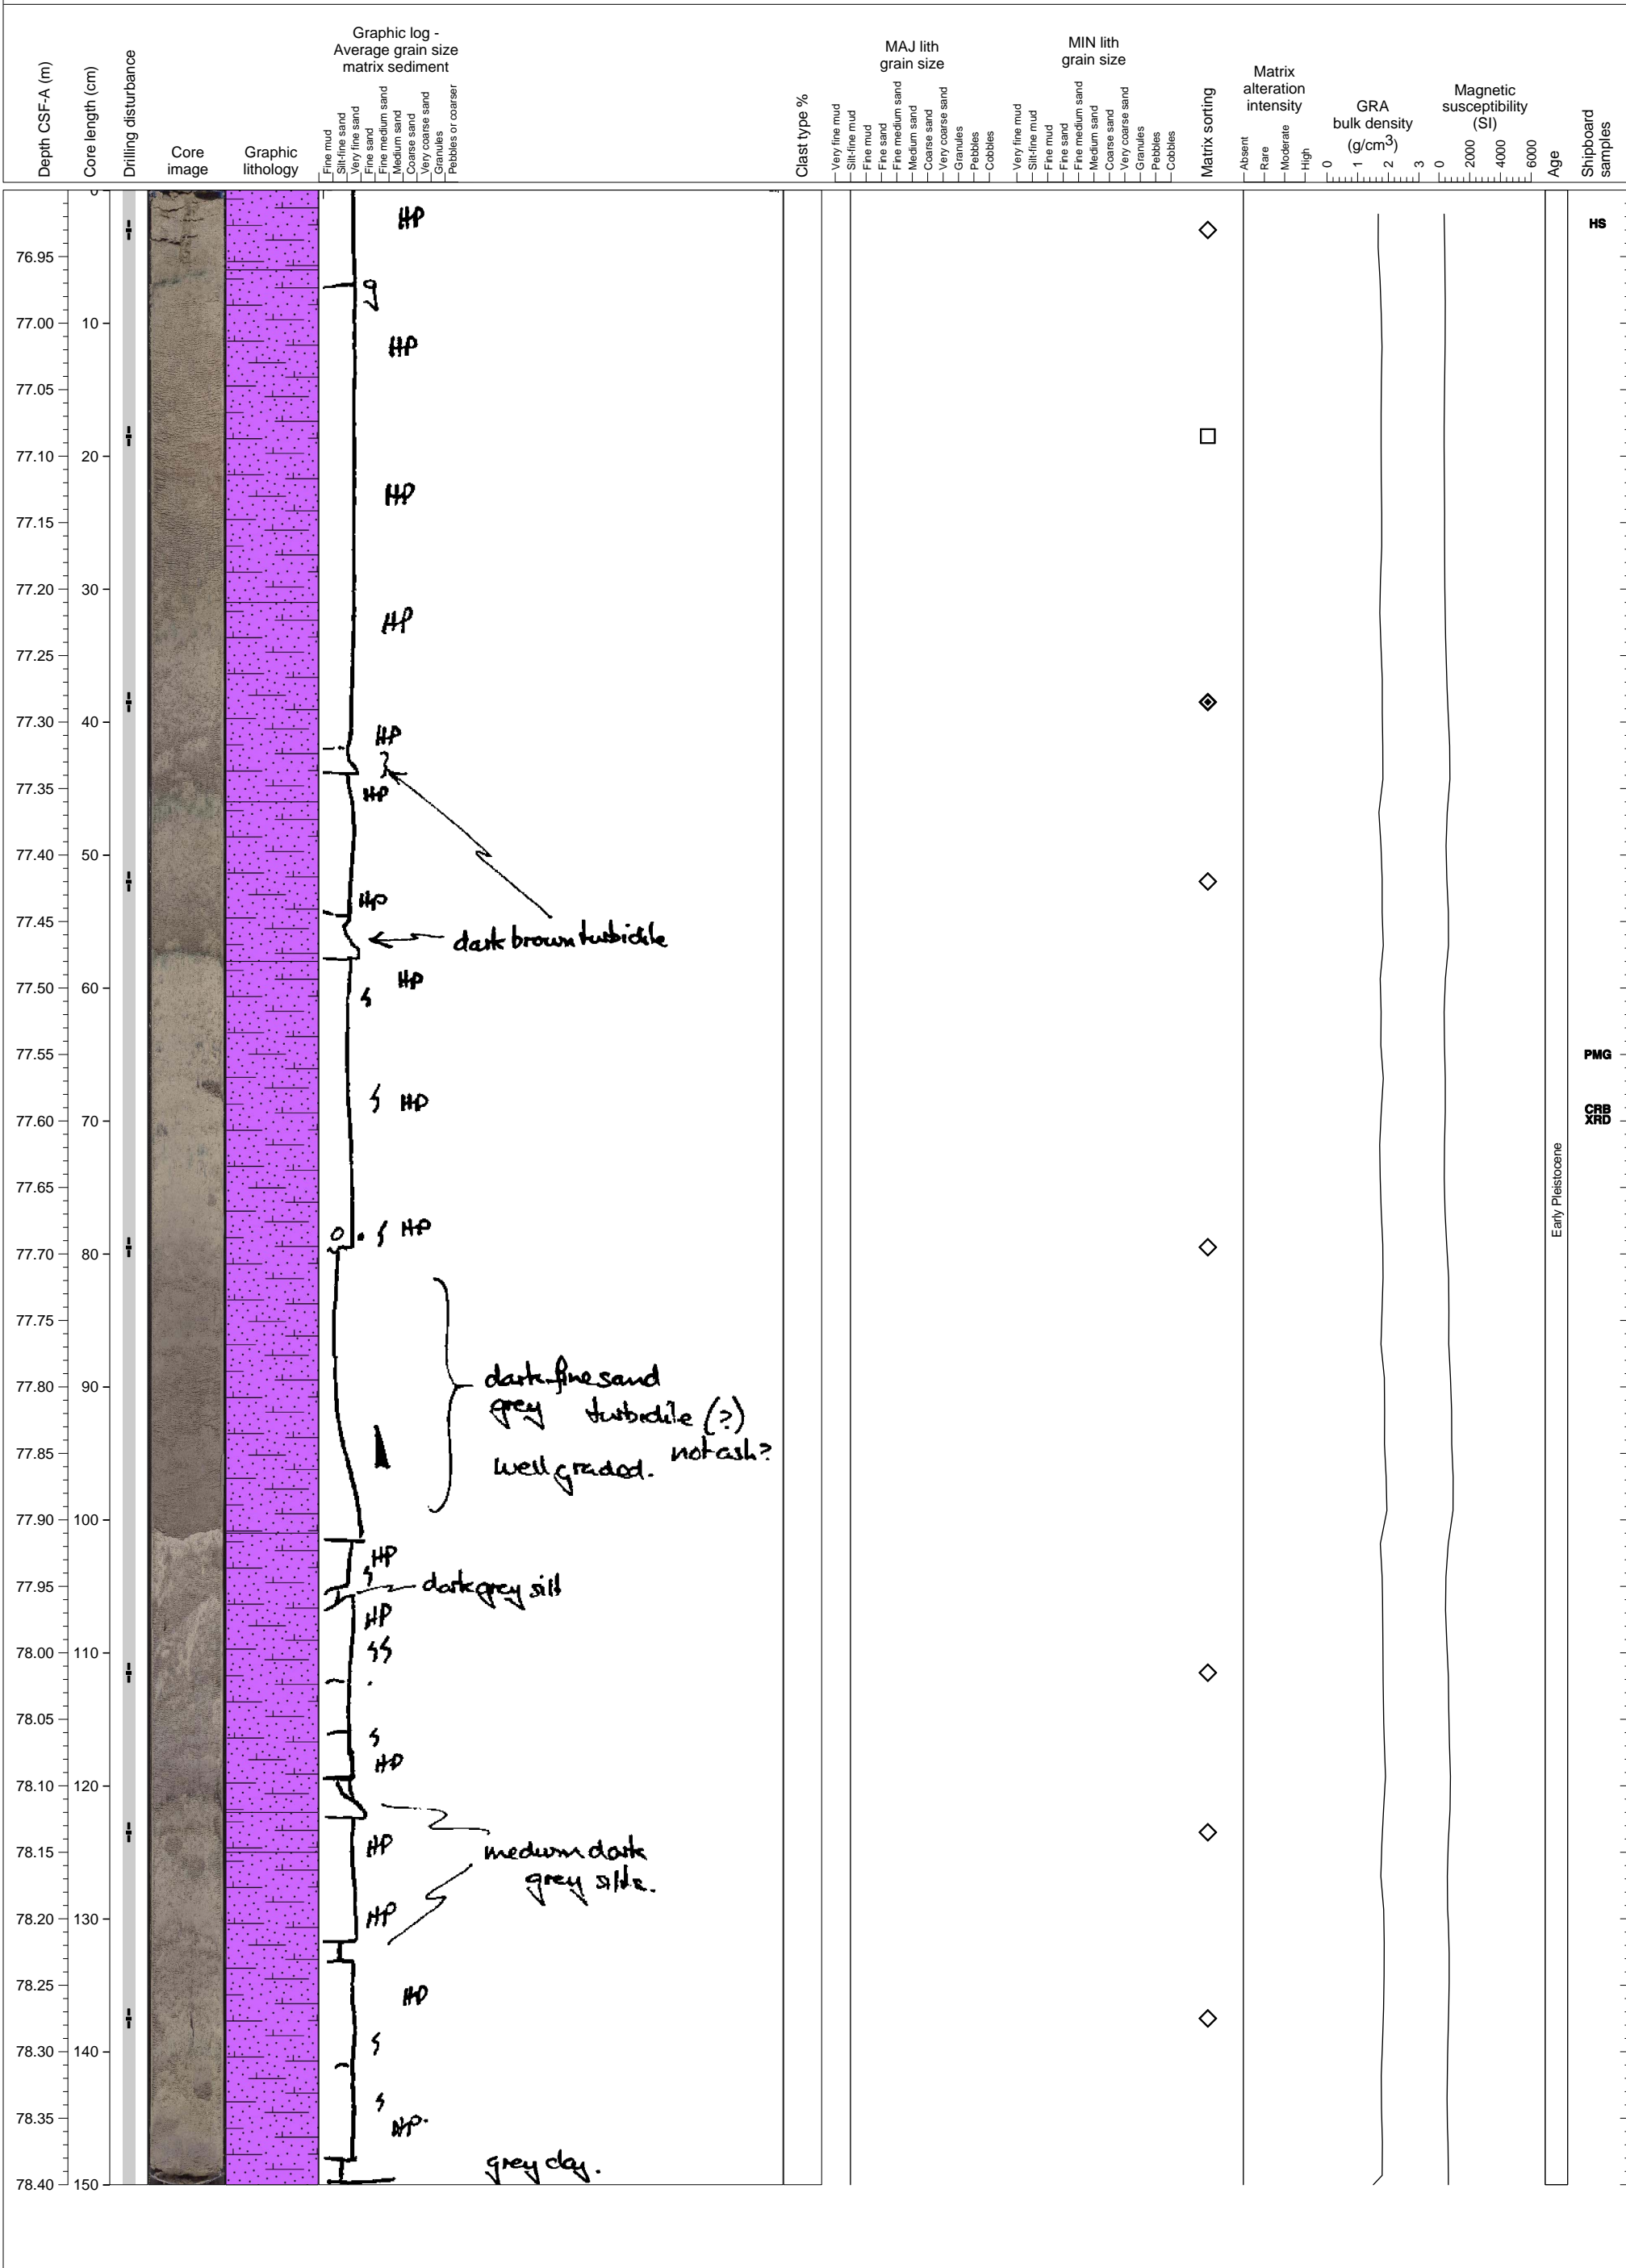 Graphic log -
Average grain size
matrix sediment
MAJ lith
grain size
MIN lith
grain size
Matrix
alteration
intensity
GRA
bulk density
(g/cm3)
Magnetic
susceptibility
(SI)
Depth CSF-A (m)
Core length (cm)
Drilling disturbance
Core
image
Graphic
lithology
Fine mud
Silt-fine sand
Very fine sand
Fine sand
Fine medium sand
Medium sand
Coarse sand
Very coarse sand
Granules
Pebbles or coarser
Clast type %
Very fine mud
Silt-fine mud
Fine mud
Fine sand
Fine medium sand
Medium sand
Coarse sand
Very coarse sand
Granules
Pebbles
Cobbles
Very fine mud
Silt-fine mud
Fine mud
Fine sand
Fine medium sand
Medium sand
Coarse sand
Very coarse sand
Granules
Pebbles
Cobbles
Matrix sorting
Absent
Rare
Moderate
High
0 1 2 3
0 2000 4000 6000
Age
Shipboard
samples
0
HP
HS
76.95
77.00 10
HP
77.05
77.10 20
HP
77.15
77.20 30
HP
77.25
77.30 40
HP
77.35
HP
77.40 50
HP
77.45
dark brown turbidite
HP
77.50 60
77.55
PMG
HP
CRB
77.60 70
XRD
77.65
Early Pleistocene
HP
77.70 80
77.75
dark fine sand
77.80 90
grey turbidite (?)
not ash?
77.85
well graded.
77.90 100
HP
77.95
dark grey silt
HP
78.00 110
78.05
HP
78.10 120
HP
78.15
medium dark
grey silts.
78.20 130
HP
78.25
HP
78.30 140
78.35
HP.
grey clay.
78.40 150